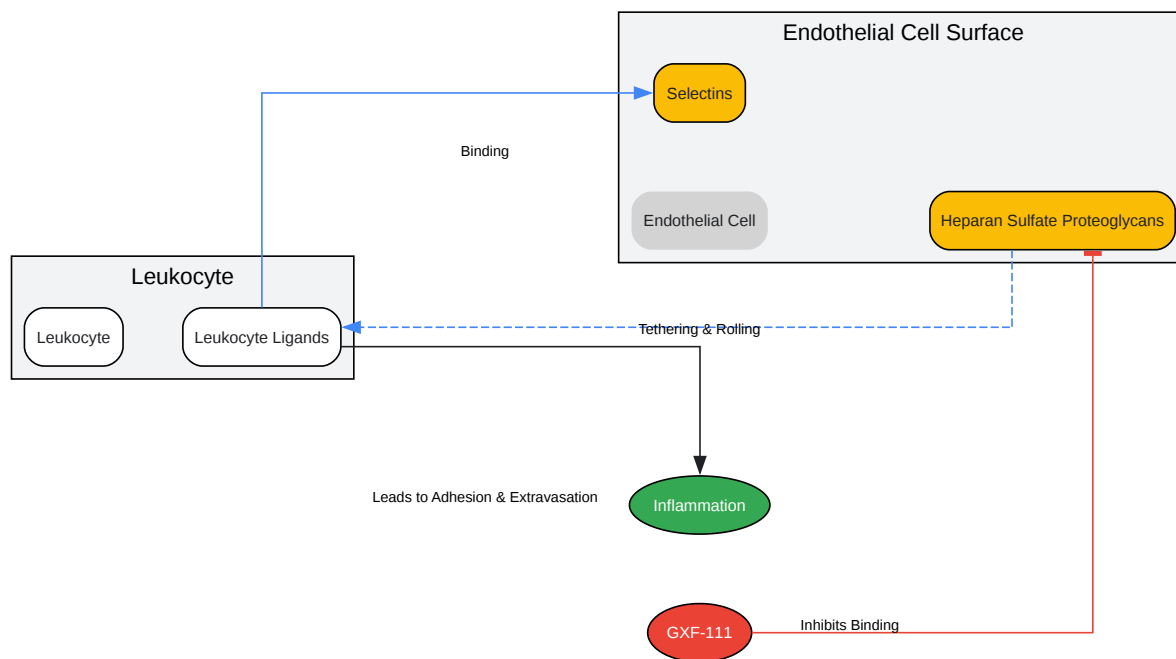 Endothelial Cell Surface
Selectins
Binding
Endothelial Cell
Heparan Sulfate Proteoglycans
Leukocyte
Leukocyte
Leukocyte Ligands
Tethering & Rolling
Leads to Adhesion & Extravasation
Inflammation
GXF-111
Inhibits Binding